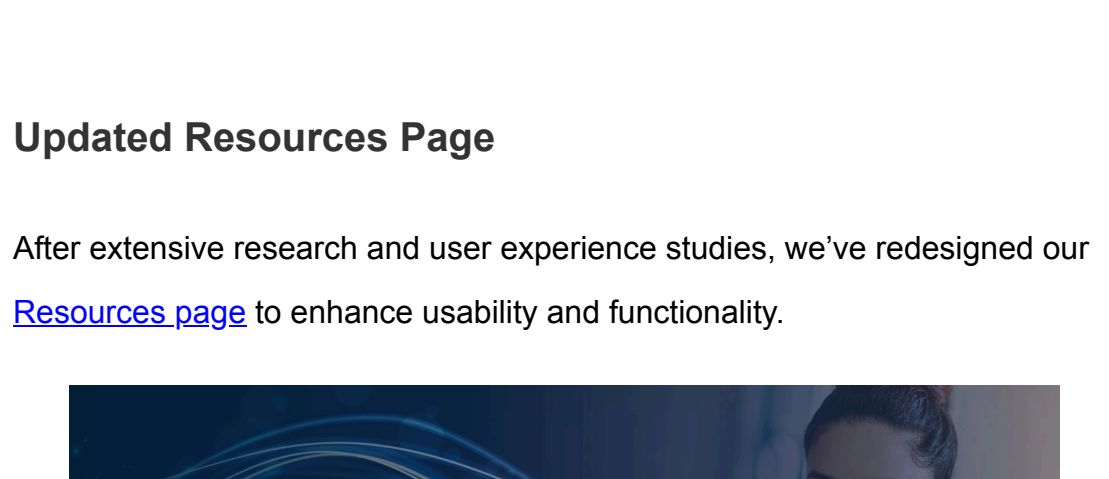 Updated Resources Page
After extensive research and user experience studies, we’ve redesigned our
Resources page to enhance usability and functionality.